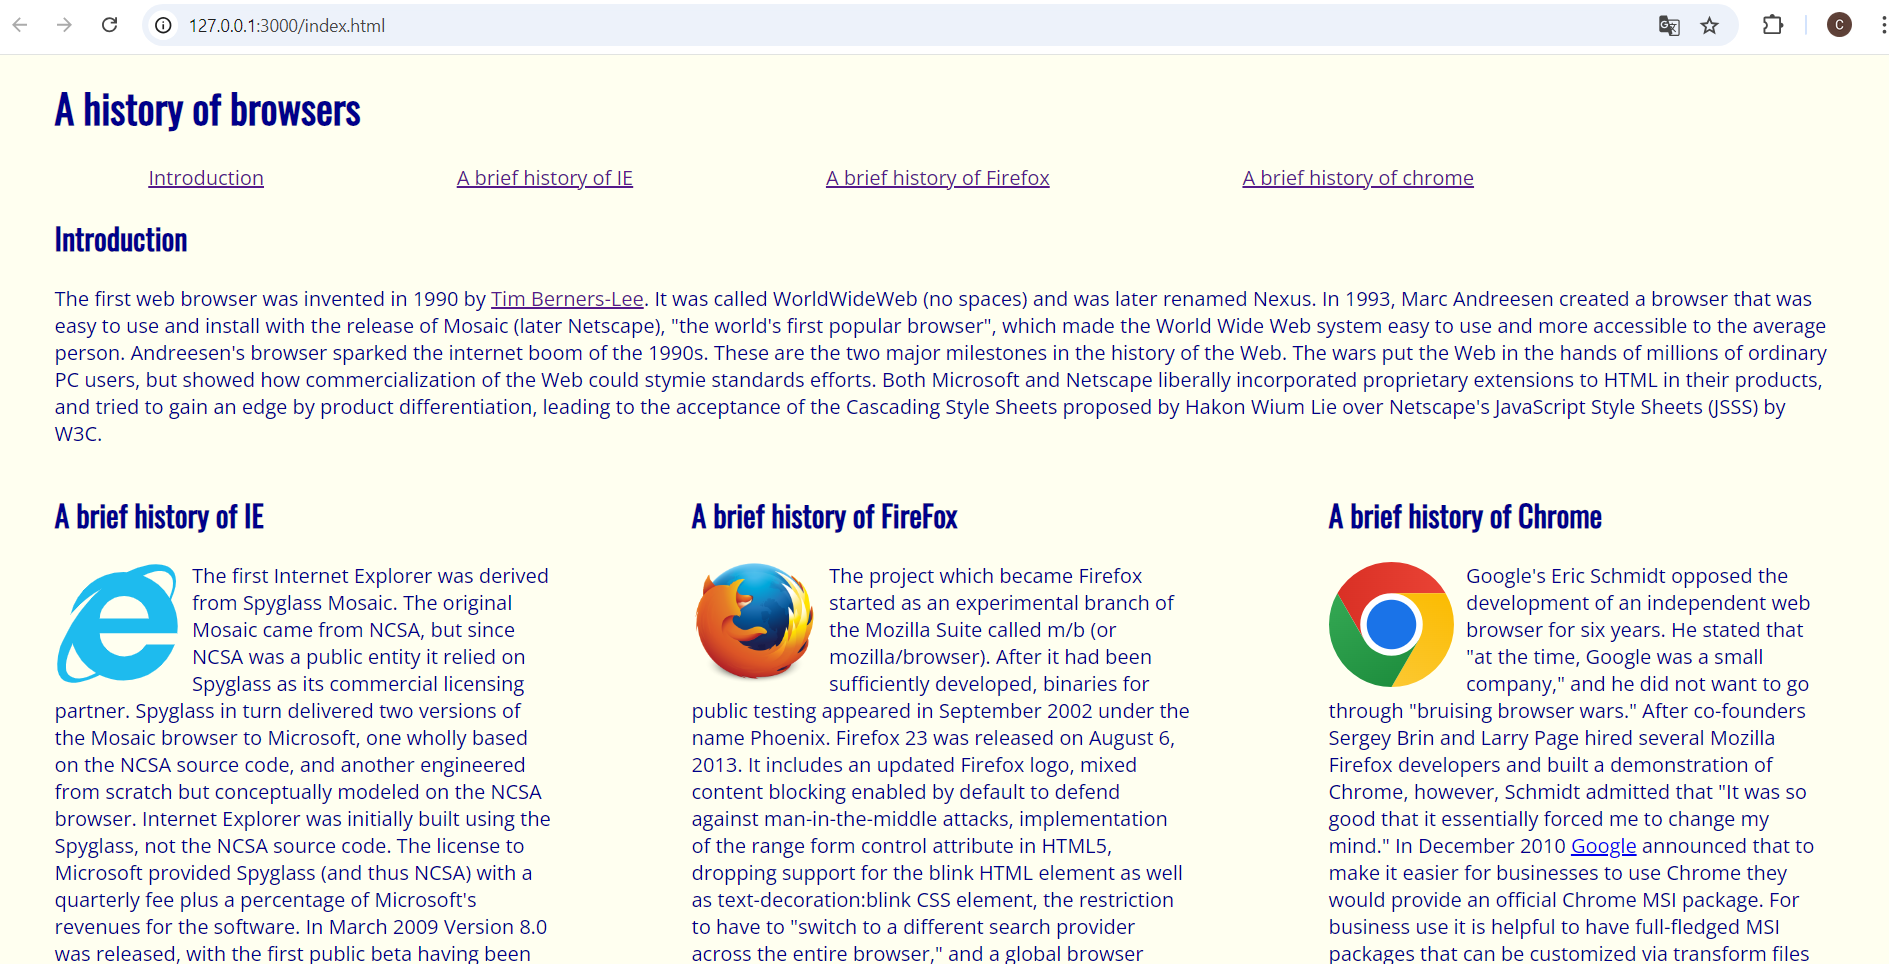 127.0.0.1:3000/index.html
C
A history of browsers
Introduction
A brief history of IE
A brief history of Firefox
A brief history of chrome
Introduction
The first web browser was invented in 1990 by Tim Berners-Lee. It was called WorldWideWeb (no spaces) and was later renamed Nexus. In 1993, Marc Andreesen created a browser that was
easy to use and install with the release of Mosaic (later Netscape), "the world's first popular browser", which made the World Wide Web system easy to use and more accessible to the average
person. Andreesen's browser sparked the internet boom of the 1990s. These are the two major milestones in the history of the Web. The wars put the Web in the hands of millions of ordinary
PC users, but showed how commercialization of the Web could stymie standards efforts. Both Microsoft and Netscape liberally incorporated proprietary extensions to HTML in their products,
and tried to gain an edge by product differentiation, leading to the acceptance of the Cascading Style Sheets proposed by Hakon Wium Lie over Netscape's JavaScript Style Sheets (JSSS) by
W3C.
A brief history of IE
The first Internet Explorer was derived
from Spyglass Mosaic. The original
Mosaic came from NCSA, but since
NCSA was a public entity it relied on
Spyglass as its commercial licensing
partner. Spyglass in turn delivered two versions of
the Mosaic browser to Microsoft, one wholly based
on the NCSA source code, and another engineered
from scratch but conceptually modeled on the NCSA
browser. Internet Explorer was initially built using the
Spyglass, not the NCSA source code. The license to
Microsoft provided Spyglass (and thus NCSA) with a
quarterly fee plus a percentage of Microsoft's
revenues for the software. In March 2009 Version 8.0
was released, with the first public beta having been
A brief history of FireFox
The project which became Firefox
started as an experimental branch of
the Mozilla Suite called m/b (or
mozilla/browser). After it had been
sufficiently developed, binaries for
public testing appeared in September 2002 under the
name Phoenix. Firefox 23 was released on August 6,
2013. It includes an updated Firefox logo, mixed
content blocking enabled by default to defend
against man-in-the-middle attacks, implementation
of the range form control attribute in HTML5,
dropping support for the blink HTML element as well
as text-decoration:blink CSS element, the restriction
to have to "switch to a different search provider
across the entire browser," and a global browser
A brief history of Chrome
Google's Eric Schmidt opposed the
development of an independent web
browser for six years. He stated that
"at the time, Google was a small
company," and he did not want to go
through "bruising browser wars." After co-founders
Sergey Brin and Larry Page hired several Mozilla
Firefox developers and built a demonstration of
Chrome, however, Schmidt admitted that "It was so
good that it essentially forced me to change my
mind." In December 2010 Google announced that to
make it easier for businesses to use Chrome they
would provide an official Chrome MSI package. For
business use it is helpful to have full-fledged MSI
packages that can be customized via transform files